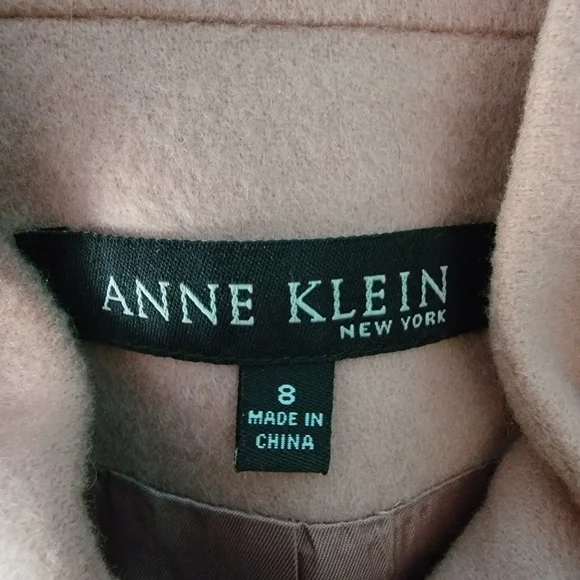 ANNE KLEIN
NEW YORK
8
MADE IN
CHINA